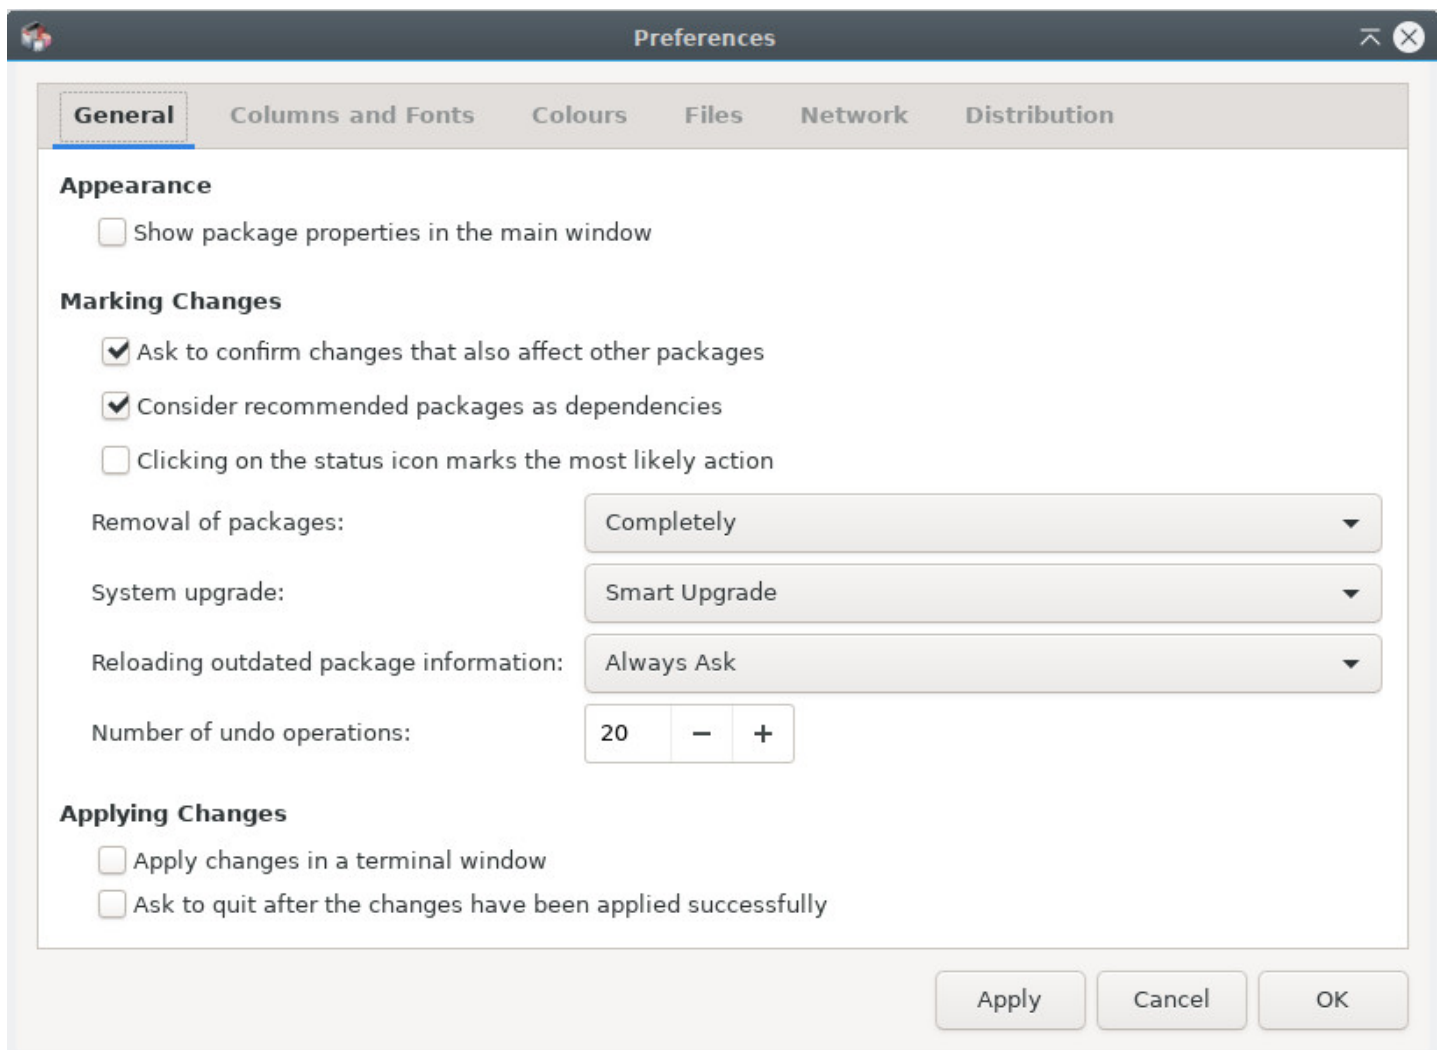 Preferences
General Columns and Fonts Colours Files Network Distribution
Appearance
Show package properties in the main window
Marking Changes
Ask to confirm changes that also affect other packages
Consider recommended packages as dependencies
Clicking on the status icon marks the most likely action
Removal of packages: Completely
System upgrade: Smart Upgrade
Reloading outdated package information: Always Ask
Number of undo operations: 20 − +
Applying Changes
Apply changes in a terminal window
Ask to quit after the changes have been applied successfully
Apply Cancel OK